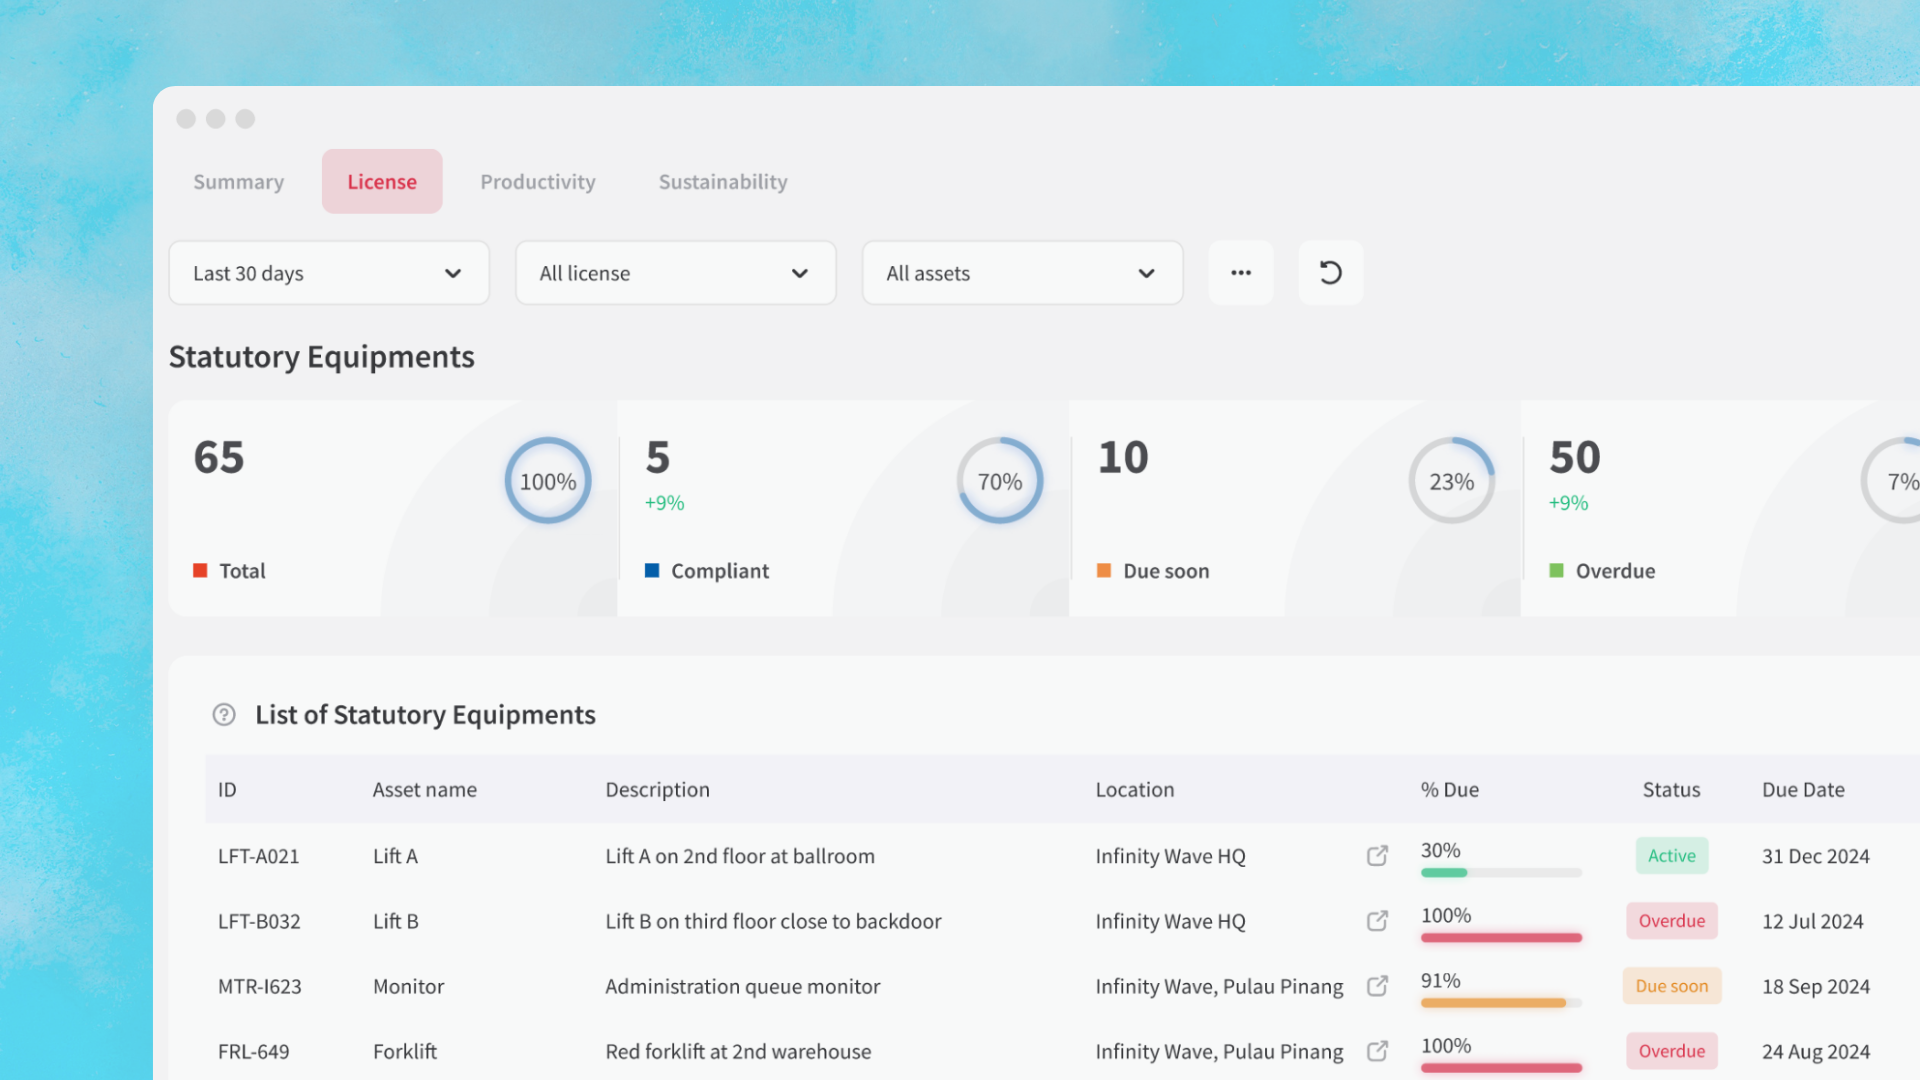 Summary License Productivity Sustainability
Last 30 days All license All assets
Statutory Equipments
65 100% 5 70% 10 23% 50 7%
+9% +9%
Total Compliant Due soon Overdue
List of Statutory Equipments
ID Asset name Description Location % Due Status Due Date
LFT-A021 Lift A Lift A on 2nd floor at ballroom Infinity Wave HQ 30% Active 31 Dec 2024
LFT-B032 Lift B Lift B on third floor close to backdoor Infinity Wave HQ 100% Overdue 12 Jul 2024
MTR-I623 Monitor Administration queue monitor Infinity Wave, Pulau Pinang 91% Due soon 18 Sep 2024
FRL-649 Forklift Red forklift at 2nd warehouse Infinity Wave, Pulau Pinang 100% Overdue 24 Aug 2024